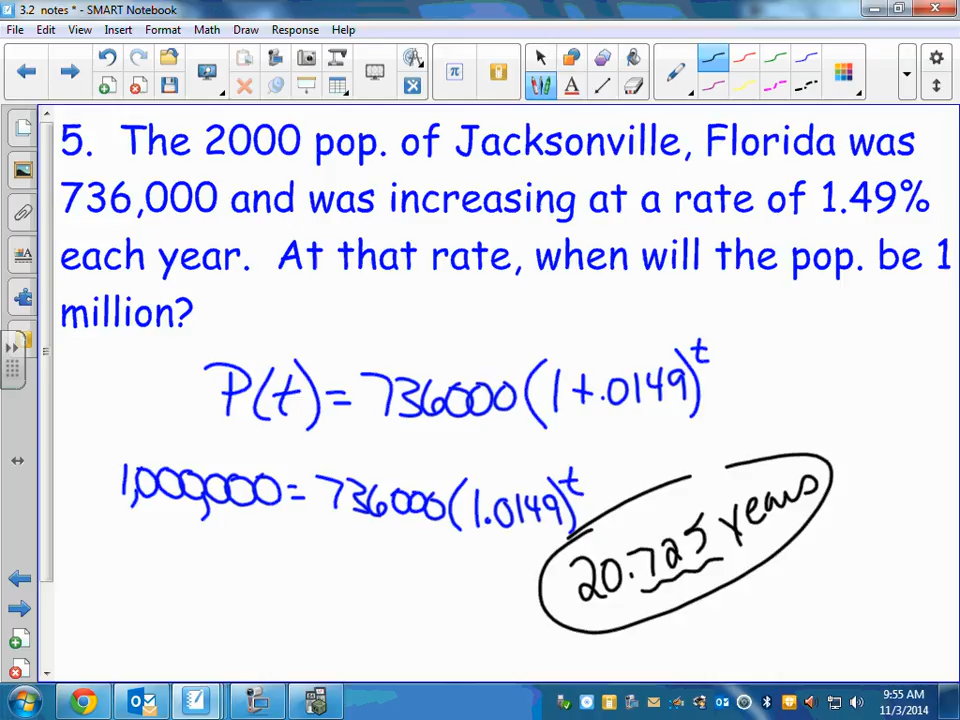 3.2 notes * - SMART Notebook
File Edit View Insert Format Math Draw Response Help
5. The 2000 pop. of Jacksonville, Florida was
736,000 and was increasing at a rate of 1.49%
each year. At that rate, when will the pop. be 1
million?
P(t) = 736000(1+.0149)^t
1,000,000 = 736000(1.0149)^t
20.725 years
9:55 AM
11/3/2014